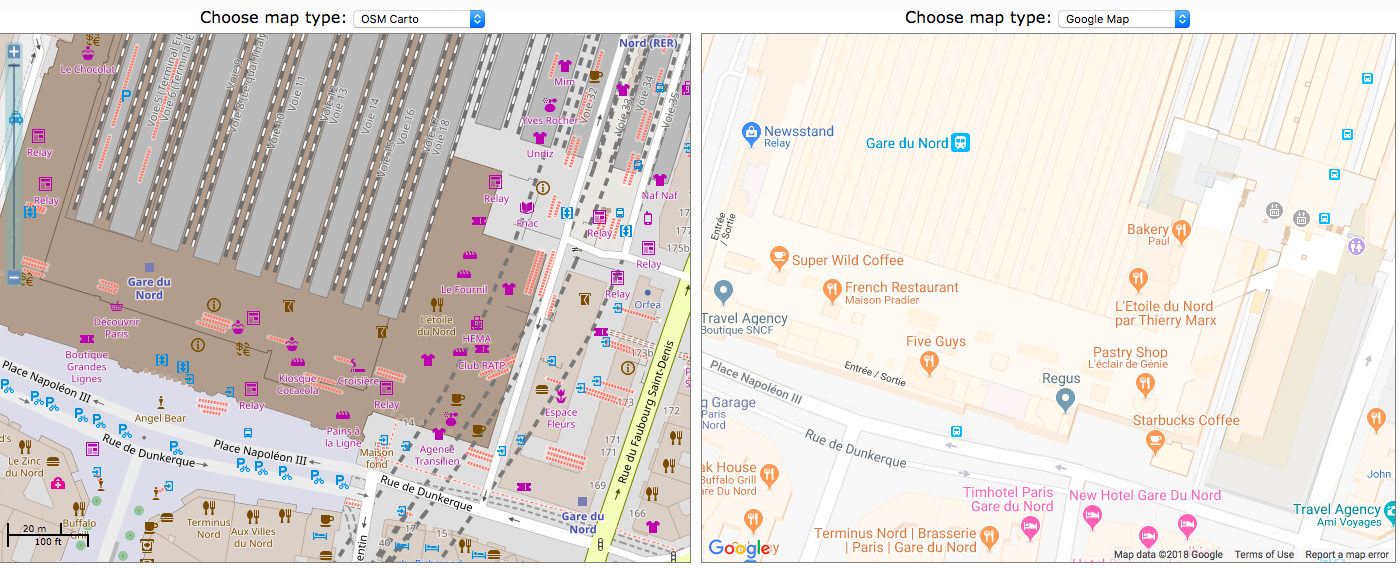 Choose map type: OSM Carto
Le Chocolat
Voie 5 (Terminal Eu
Voie 6 (Terminal E
Voie 11
Voie 13
Voie 14
Voie 16
Voie 18
Relay
Relay
Nord (RER)
Mim
Yves Rocher
Undiz
Voie 32
Voie 33
Voie 34
Voie 35
Naf Naf
Relay
Fnac
Relay
175b
Relay
Relay
Orfea
Gare du
Nord
Découvrir
Paris
Boutique
Grandes
Lignes
Le Fournil
L'étoile
du Nord
HEMA
Club RATP
173b
Kiosque
Cocacola
Croisière
Relay
Relay
Pains à
la Ligne
Angel Bear
Place Napoléon III
Place Napoléon III
Rue de Dunkerque
Rue de Dunkerque
Rue du Faubourg Saint-Denis
14
Maison
fond
Agence
Transilien
Espace
Fleurs
172
171
169
166
Le Zinc
du Nord
Buffalo
Terminus
Nord
Aux Villes
du Nord
40
15
Gare du
Nord
20 m
100 ft
Choose map type: Google Map
Newsstand
Relay
Gare du Nord
Entrée
/ Sortie
Super Wild Coffee
French Restaurant
Maison Pradier
Travel Agency
Boutique SNCF
Bakery
Paul
L'Etoile du Nord
par Thierry Marx
Five Guys
Pastry Shop
L'éclair de Génie
Entrée / Sortie
Regus
Starbucks Coffee
Place Napoléon III
g Garage
Paris
Nord
Rue de Dunkerque
ak House
Buffalo Grill
are Du Nord
Timhotel Paris
Gare du Nord
New Hotel Gare Du Nord
John
Travel Agency
Ami Voyages
Terminus Nord | Brasserie
| Paris | Gare du Nord
Google
Map data ©2018 Google
Terms of Use
Report a map error